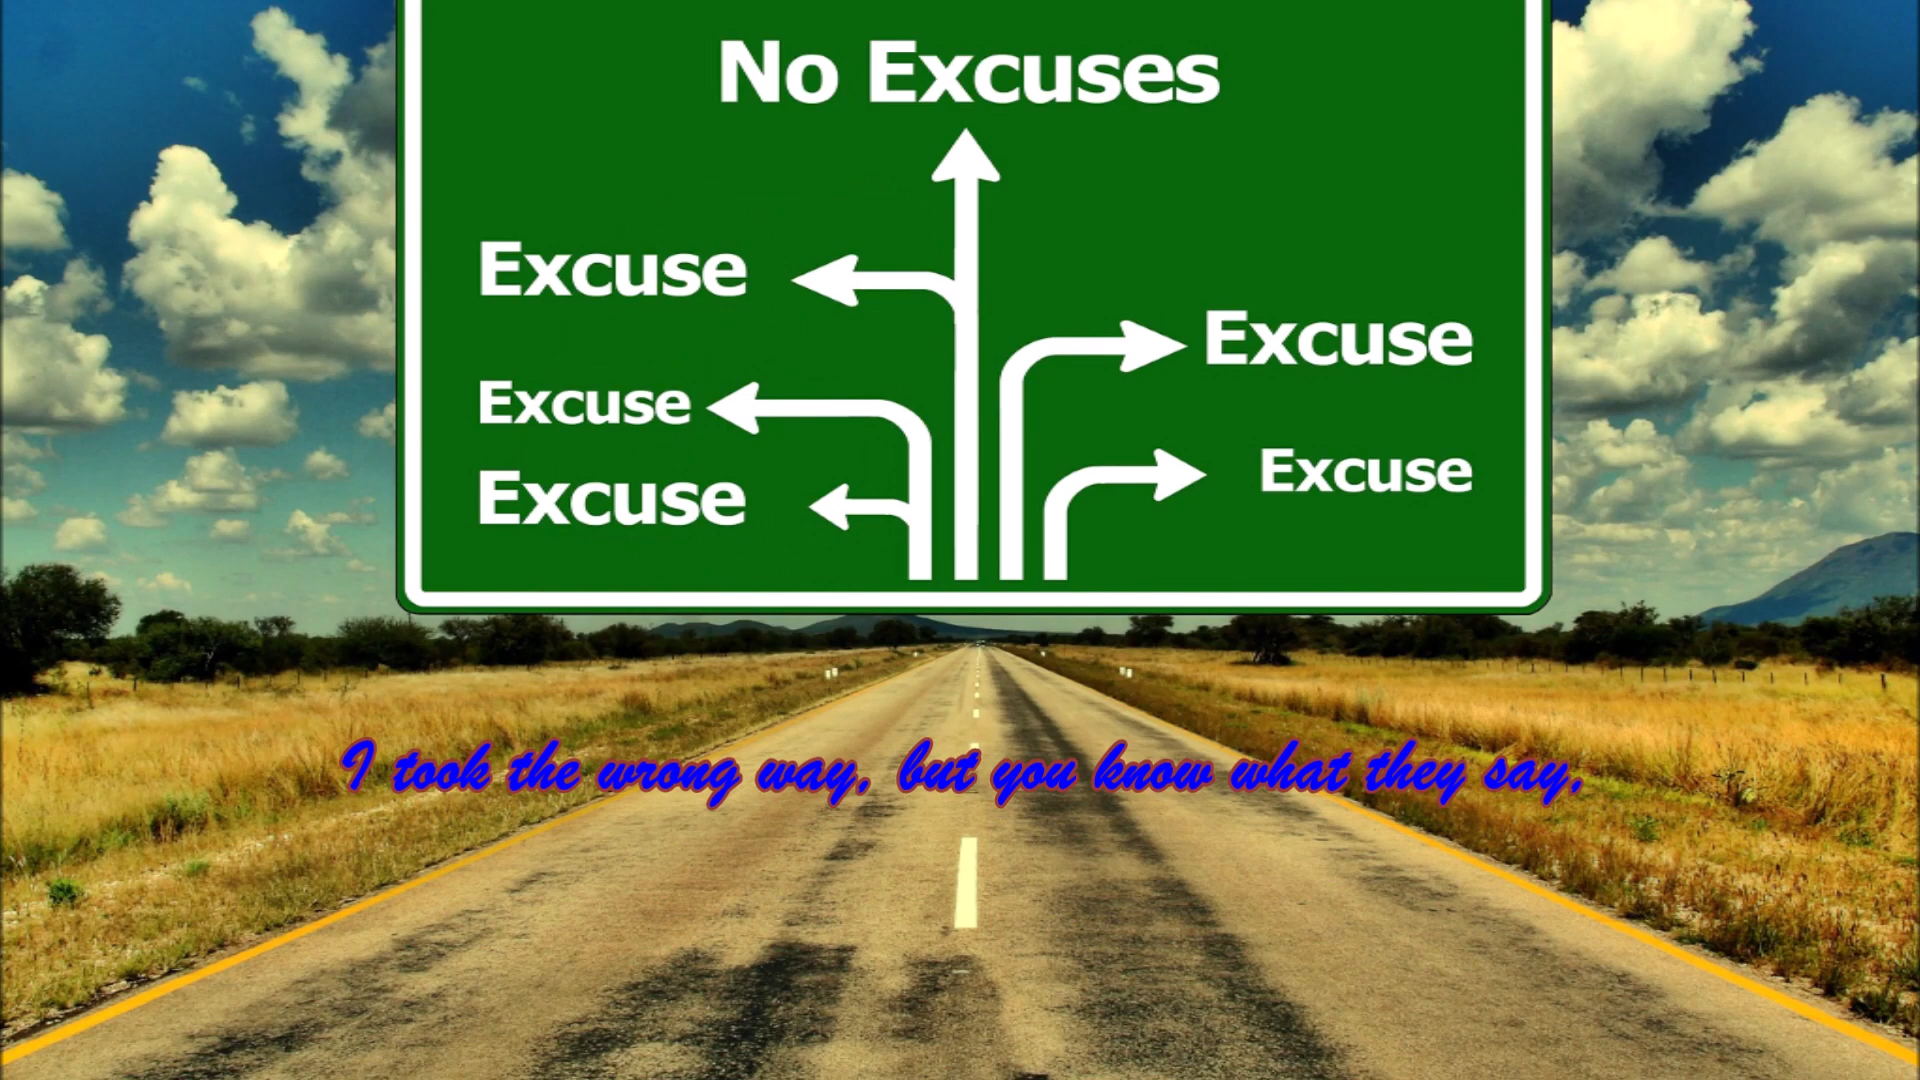 No Excuses
Excuse
Excuse
Excuse
Excuse
Excuse
I took the wrong way, but you know what they say,